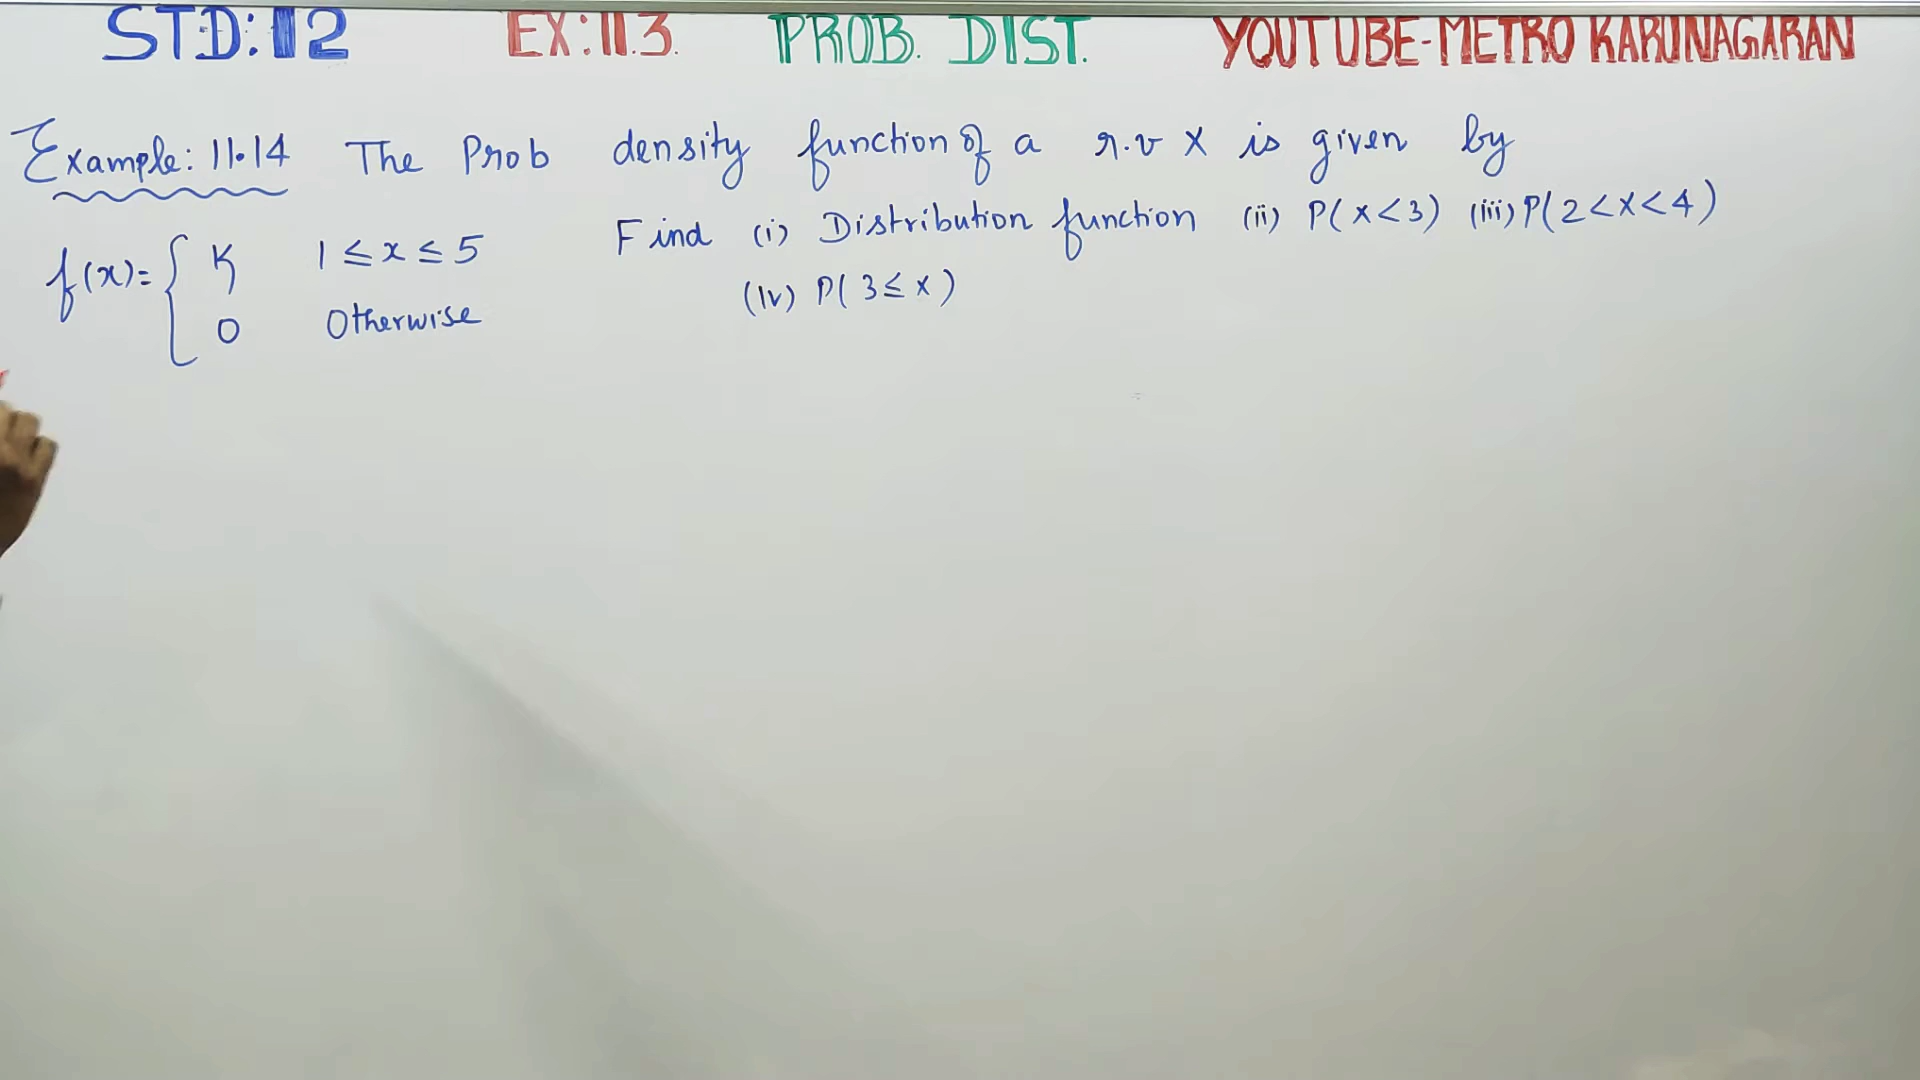 STD:12 EX:11.3. PROB. DIST. YOUTUBE-METRO KARUNAGARAN
Example: 11.14 The Prob density function of a r.v X is given by
f(x)= { K 1 ≤ x ≤ 5
0 Otherwise
Find (i) Distribution function (ii) P(X<3) (iii) P(2<X<4)
(iv) P(3≤X)